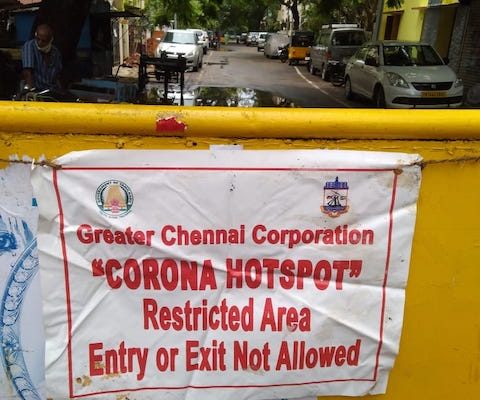 Greater Chennai Corporation
"CORONA HOTSPOT"
Restricted Area
Entry or Exit Not Allowed